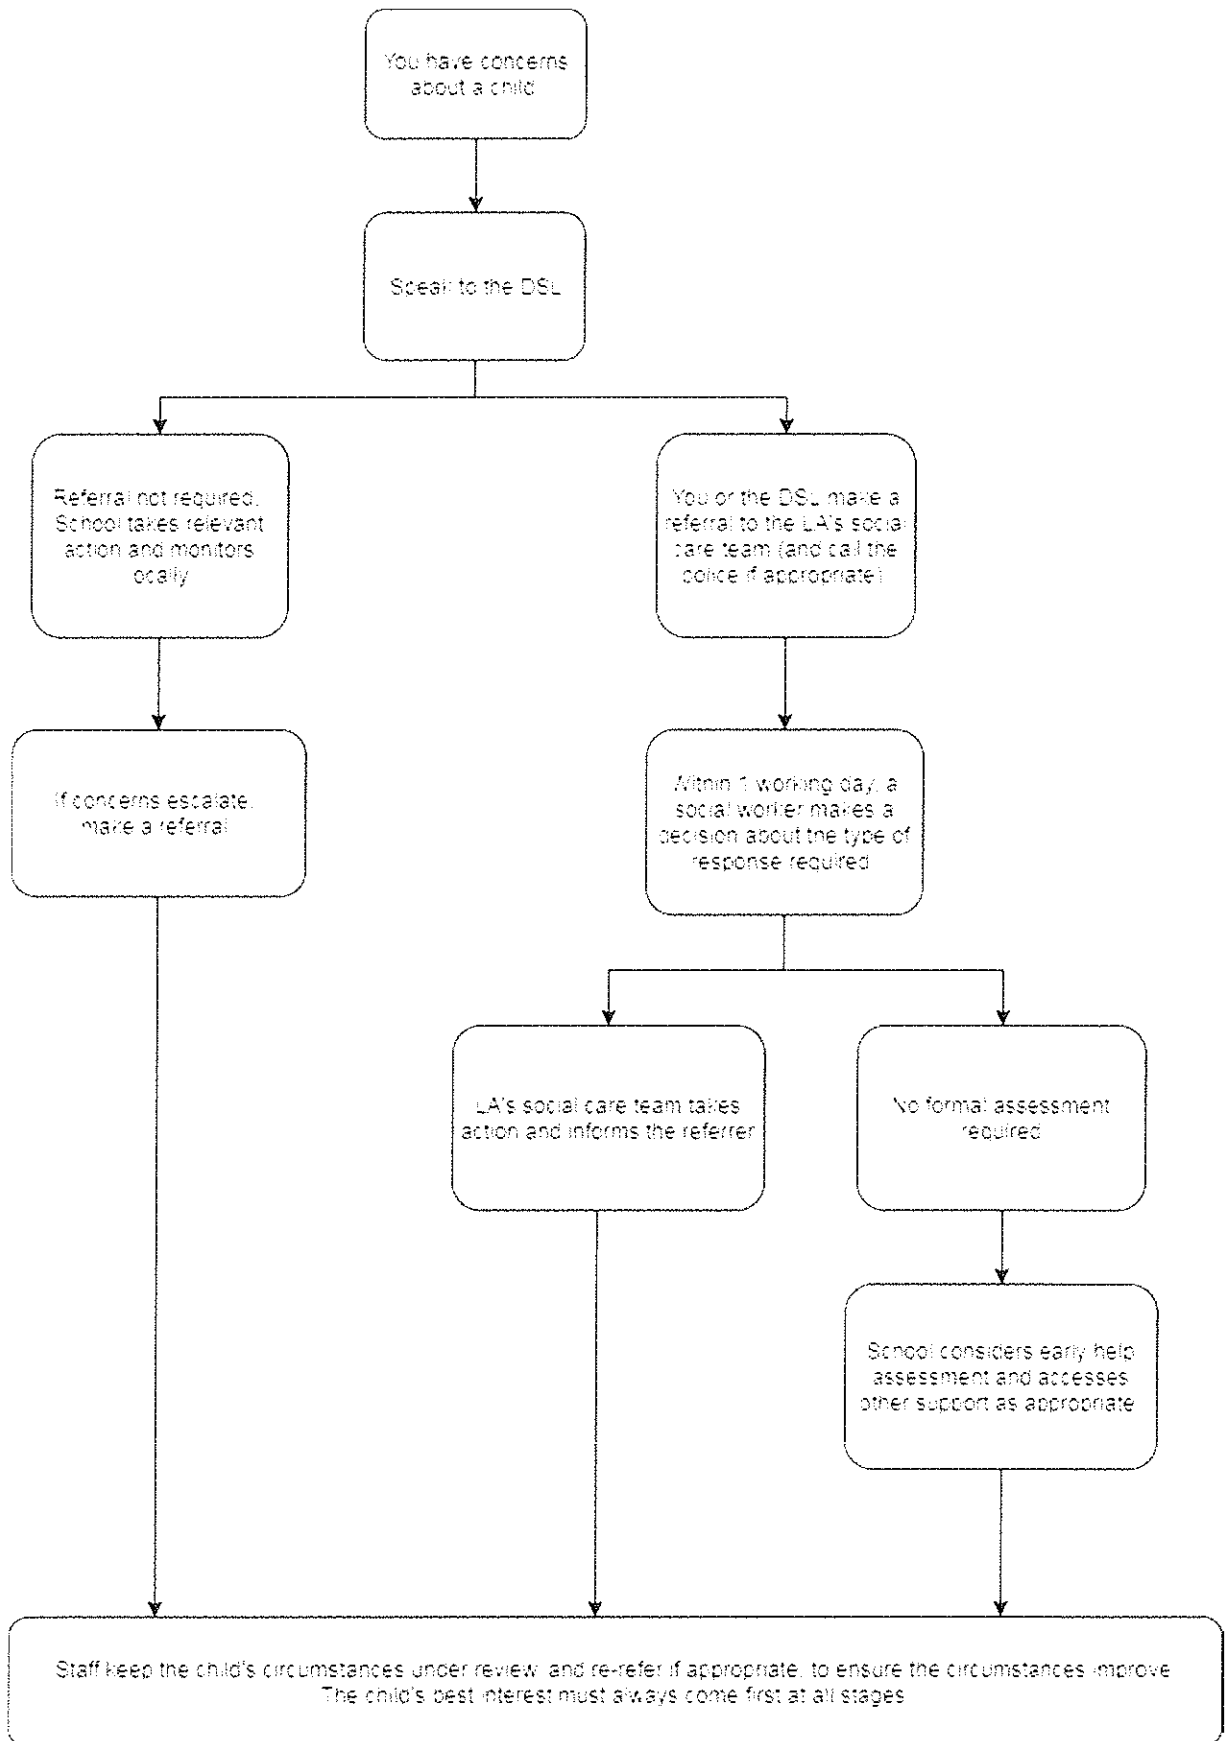 You have concerns
about a child
Speak to the DSL
Referral not required.
School takes relevant
action and monitors
locally
You or the DSL make a
referral to the LA's social
care team (and call the
police if appropriate)
If concerns escalate,
make a referral
Within 1 working day, a
social worker makes a
decision about the type of
response required
LA's social care team takes
action and informs the referrer
No formal assessment
required
School considers early help
assessment and accesses
other support as appropriate
Staff keep the child's circumstances under review, and re-refer if appropriate, to ensure the circumstances improve
The child's best interest must always come first at all stages